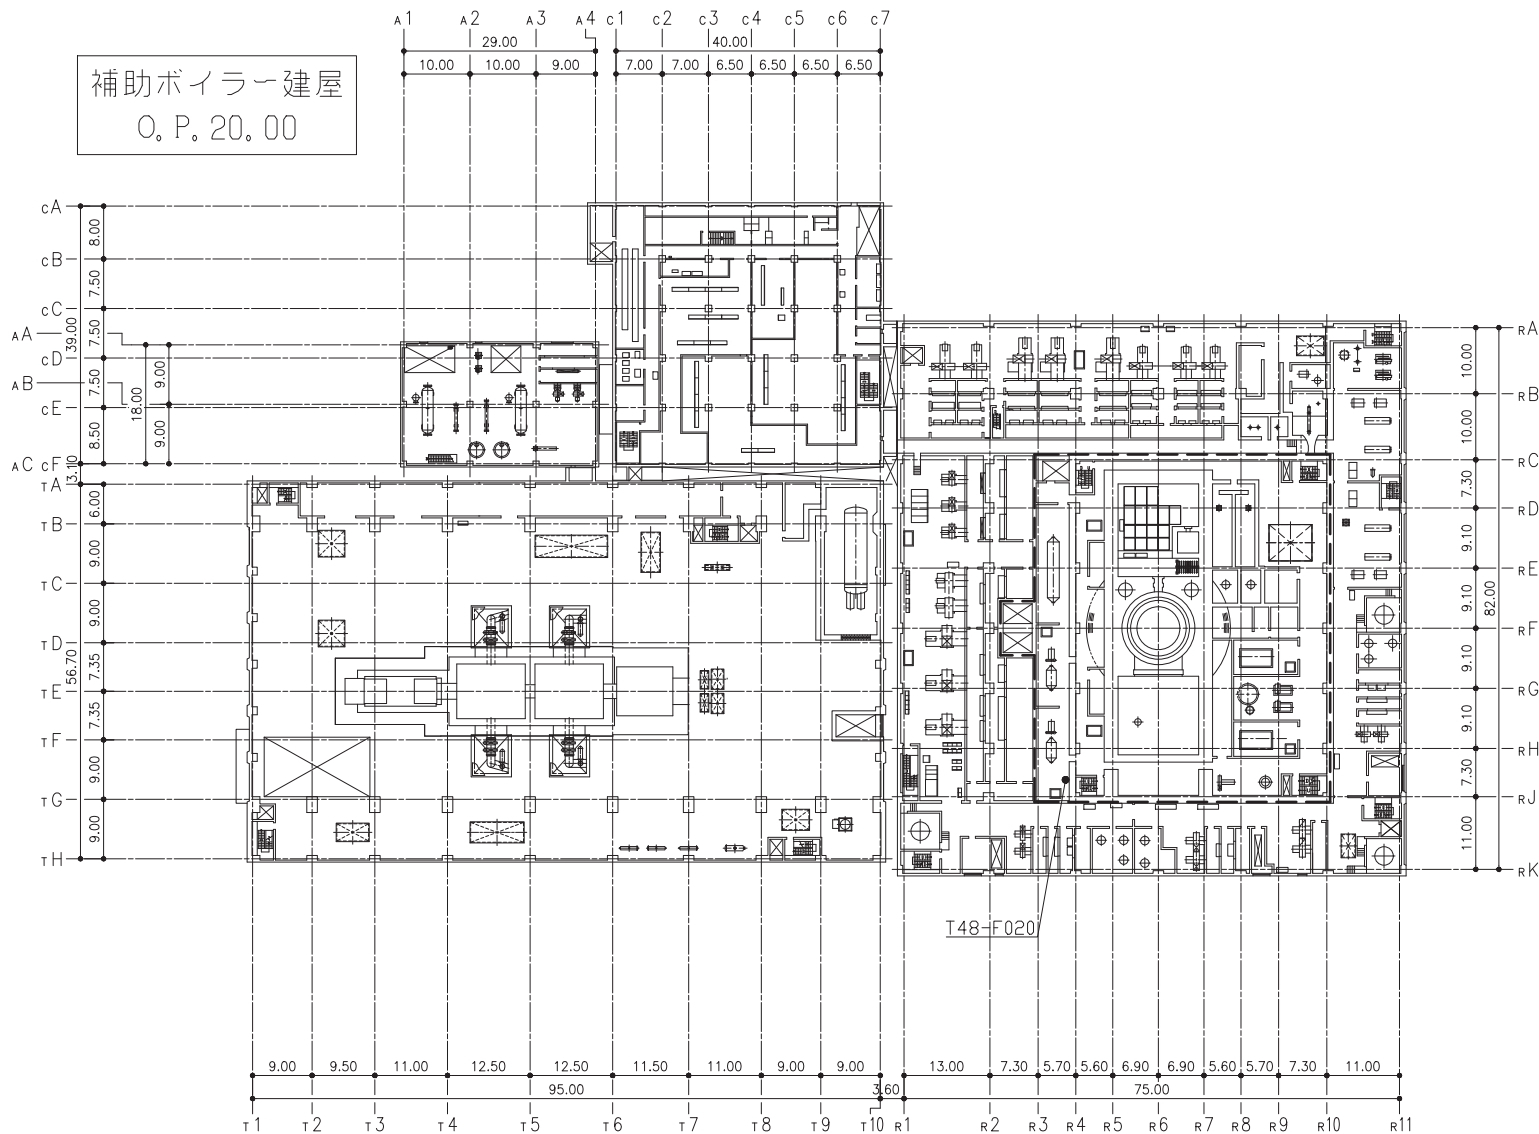 A1 A2 A3 A4 C1 C2 C3 C4 C5 C6 C7
29.00 40.00
10.00 10.00 9.00 7.00 7.00 6.50 6.50 6.50 6.50
補助ボイラー建屋
O.P.20.00
CA
8.00
CB
7.50
CC
AA
39.00
7.50
CD
AB
7.50
CE
8.50
AC CF
18.00
9.00
9.00
3.10
TA
6.00
TB
9.00
TC
9.00
TD
56.70
7.35
TE
7.35
TF
9.00
TG
9.00
TH
RA
10.00
RB
10.00
RC
7.30
RD
9.10
RE
9.10
82.00
RF
9.10
RG
9.10
RH
7.30
RJ
11.00
RK
T48-F020
9.00 9.50 11.00 12.50 12.50 11.50 11.00 9.00 9.00 13.00 7.30 5.70 5.60 6.90 6.90 5.60 5.70 7.30 11.00
95.00 3.60 75.00
T1 T2 T3 T4 T5 T6 T7 T8 T9 T10 R1 R2 R3 R4 R5 R6 R7 R8 R9 R10 R11